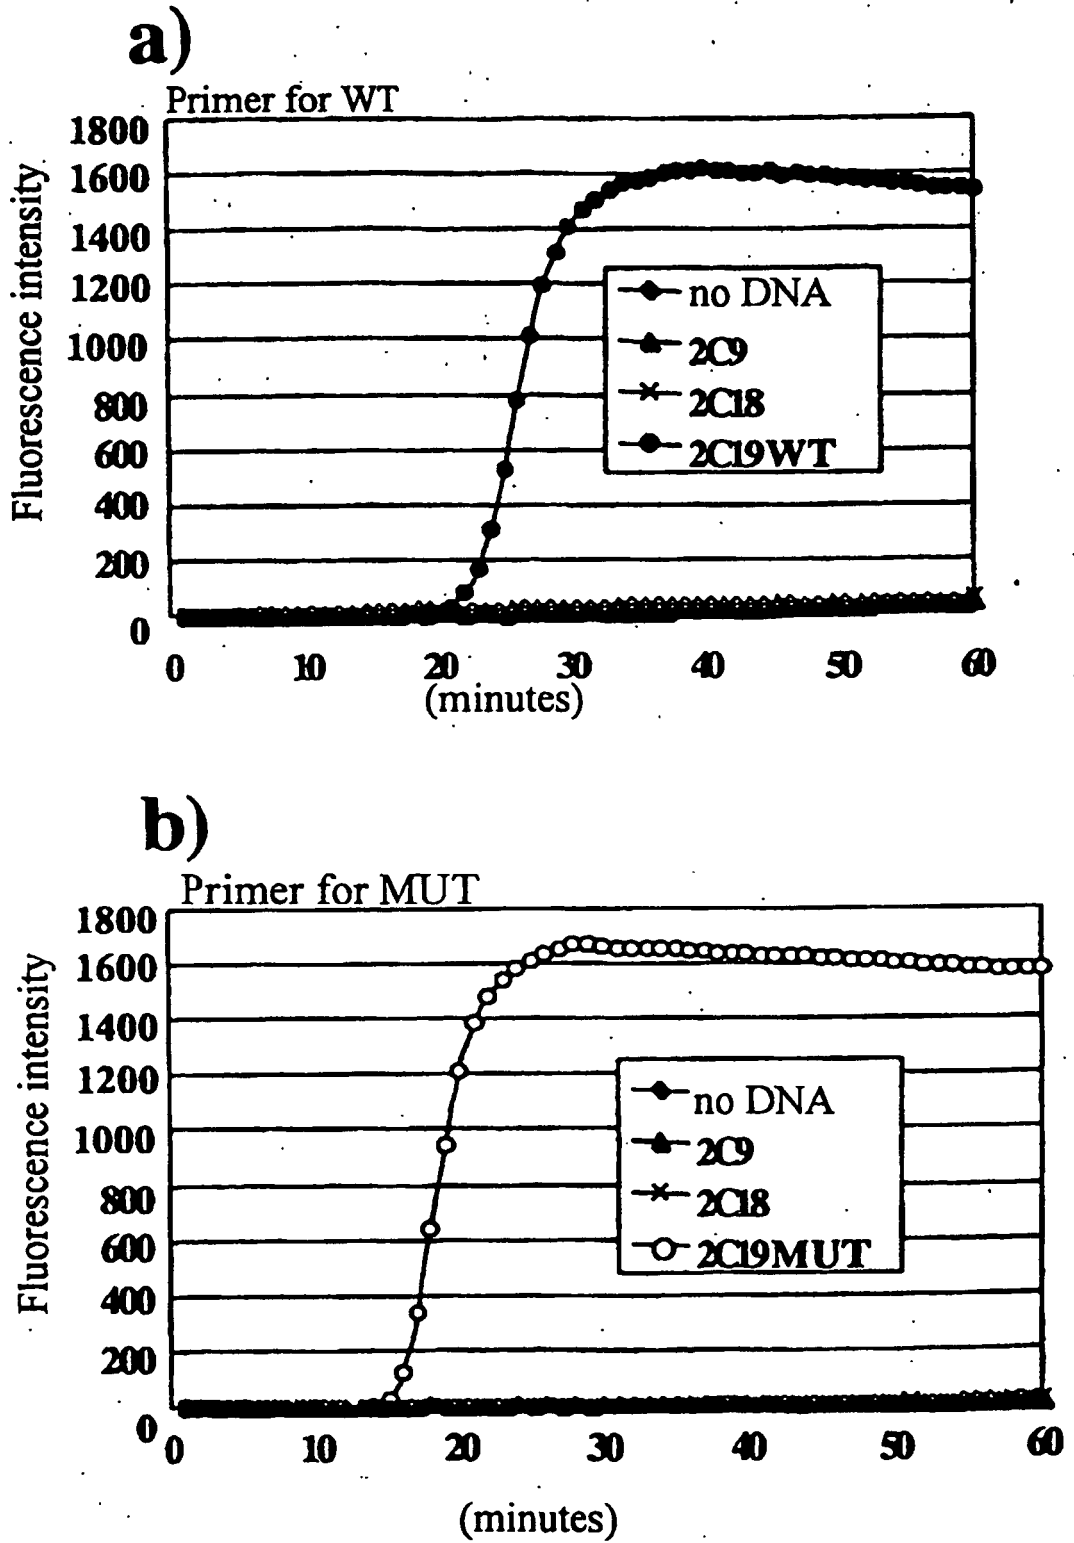 a)
Primer for WT
Fluorescence intensity
1800
1600
1400
1200
1000
800
600
400
200
0
no DNA
2C9
2C18
2C19WT
0 10 20 30 40 50 60
(minutes)
b)
Primer for MUT
Fluorescence intensity
1800
1600
1400
1200
1000
800
600
400
200
0
no DNA
2C9
2C18
2C19MUT
0 10 20 30 40 50 60
(minutes)